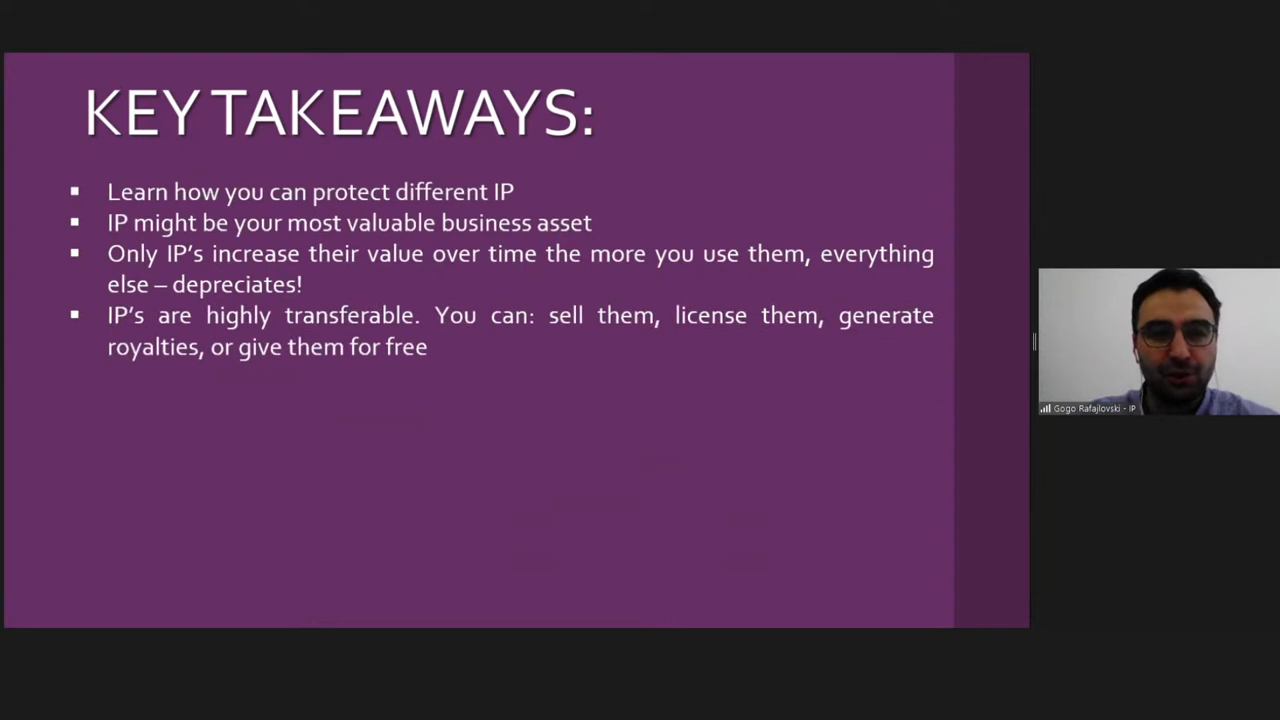 KEY TAKEAWAYS:
▪ Learn how you can protect different IP
▪ IP might be your most valuable business asset
▪ Only IP’s increase their value over time the more you use them, everything
else – depreciates!
▪ IP’s are highly transferable. You can: sell them, license them, generate
royalties, or give them for free
Gogo Rafajlovski - IP